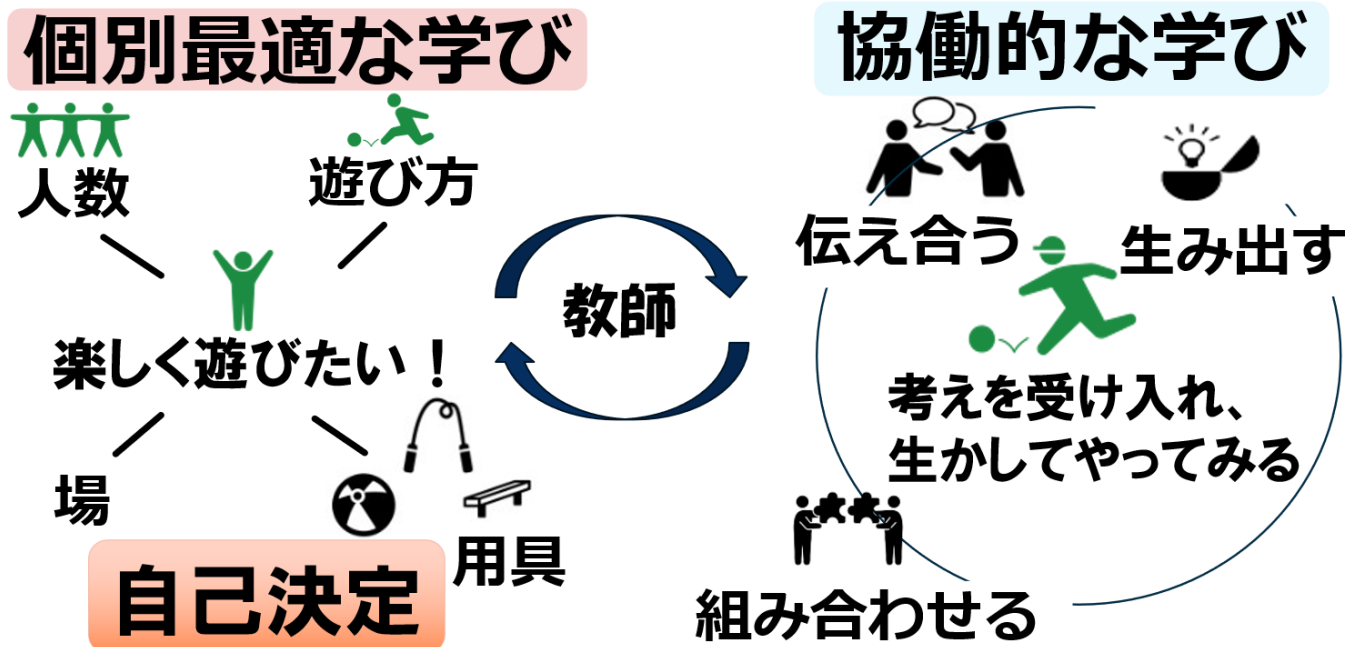 個別最適な学び
人数
遊び方
楽しく遊びたい！
場
用具
自己決定
教師
協働的な学び
伝え合う
生み出す
考えを受け入れ、
生かしてやってみる
組み合わせる